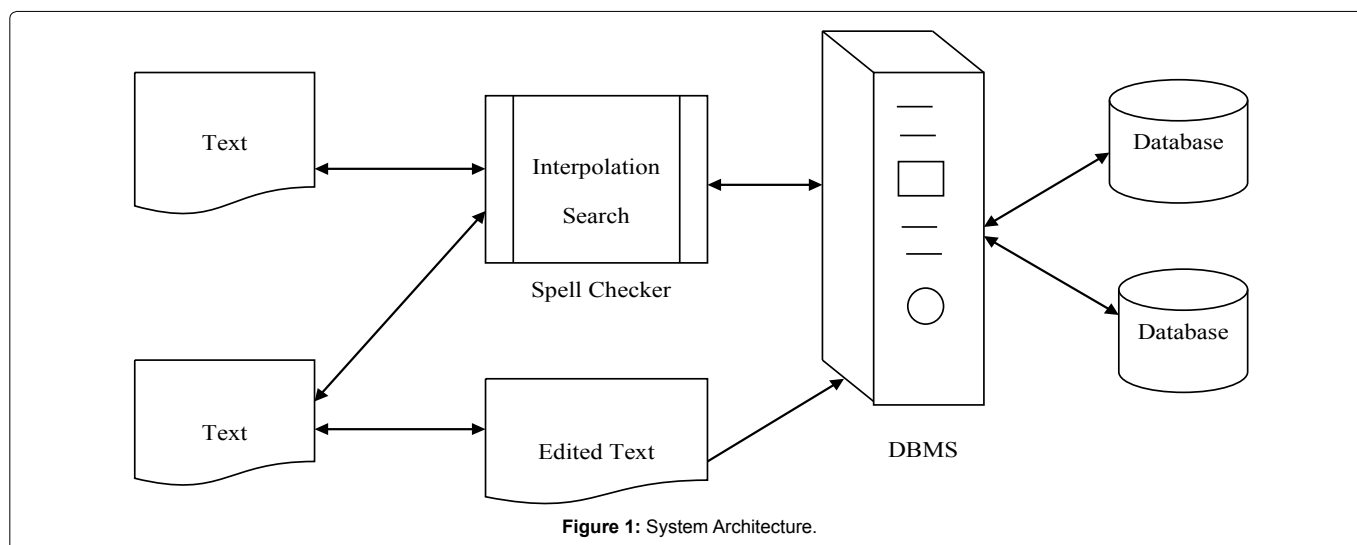 Text
Interpolation
Search
Spell Checker
Database
Database
Text
Edited Text
DBMS
Figure 1: System Architecture.